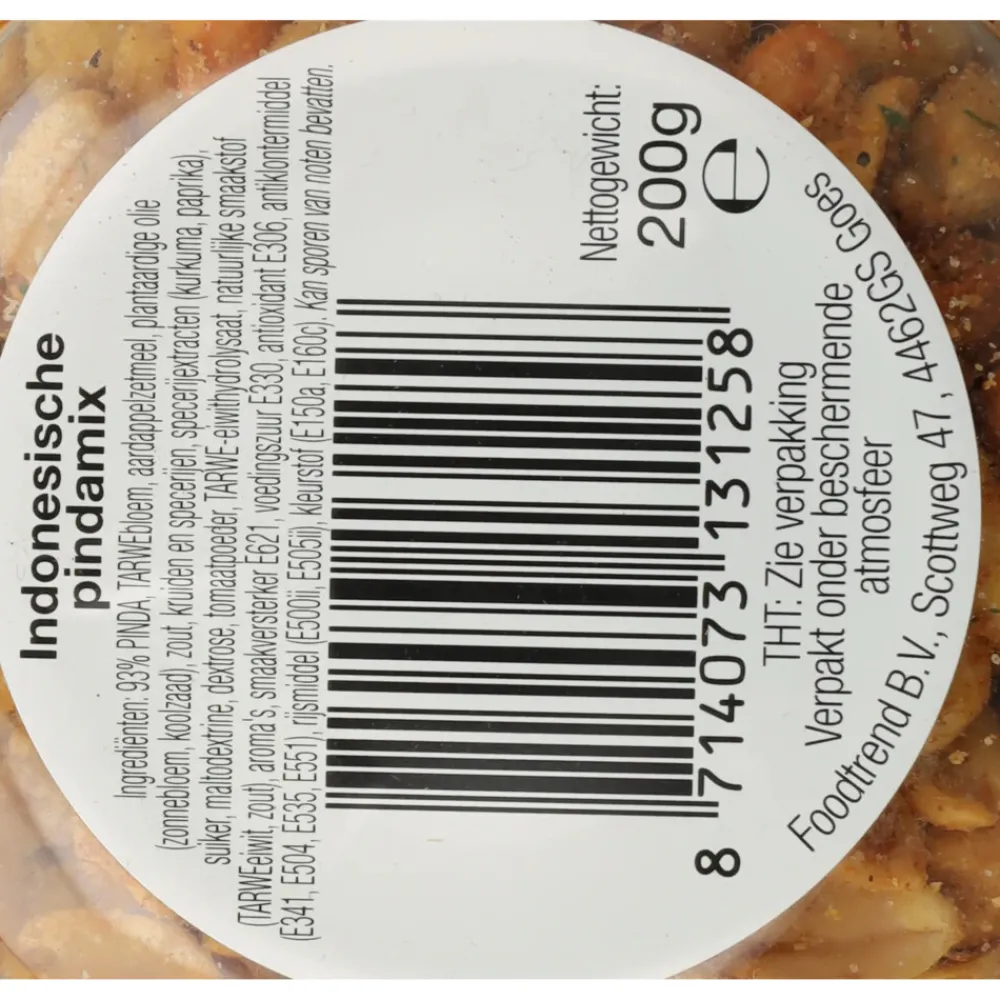 Indonesische
pindamix
Ingrediënten: 93% PINDA, TARWEbloem, aardappelzetmeel, plantaardige olie
(zonnebloem, koolzaad), zout, kruiden en specerijen, specerijextracten (kurkuma, paprika),
suiker, maltodextrine, dextrose, tomaatpoeder, TARWE-eiwithydrolysaat, natuurlijke smaakstof
(TARWEeiwit, zout), aroma's, smaakversterker E621, voedingszuur E330, antioxidant E306, antiklontermiddel
(E341, E504, E535, E551), rijsmiddel (E500ii, E505ii), kleurstof (E150a, E160c). Kan sporen van noten bevatten.
Nettogewicht:
200g
e
8 714073 131258
THT: Zie verpakking
Verpakt onder beschermende
atmosfeer
Foodtrend B.V., Scottweg 47, 4462GS Goes